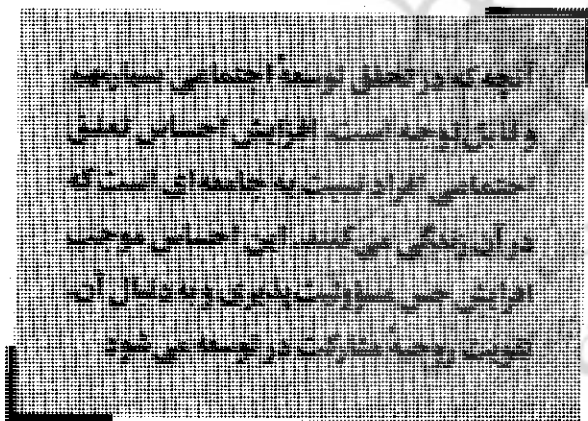 آنچه که در تحقق توسعهٔ اجتماعی بسیار مهم
و قابل توجه است، افزایش احساس تعلق
اجتماعی افراد نسبت به جامعه‌ای است که
در آن زندگی می‌کنند. این احساس موجب
افزایش حس مسؤولیت‌پذیری و به دنبال آن،
تقویت روحیهٔ مشارکت در توسعه می‌شود